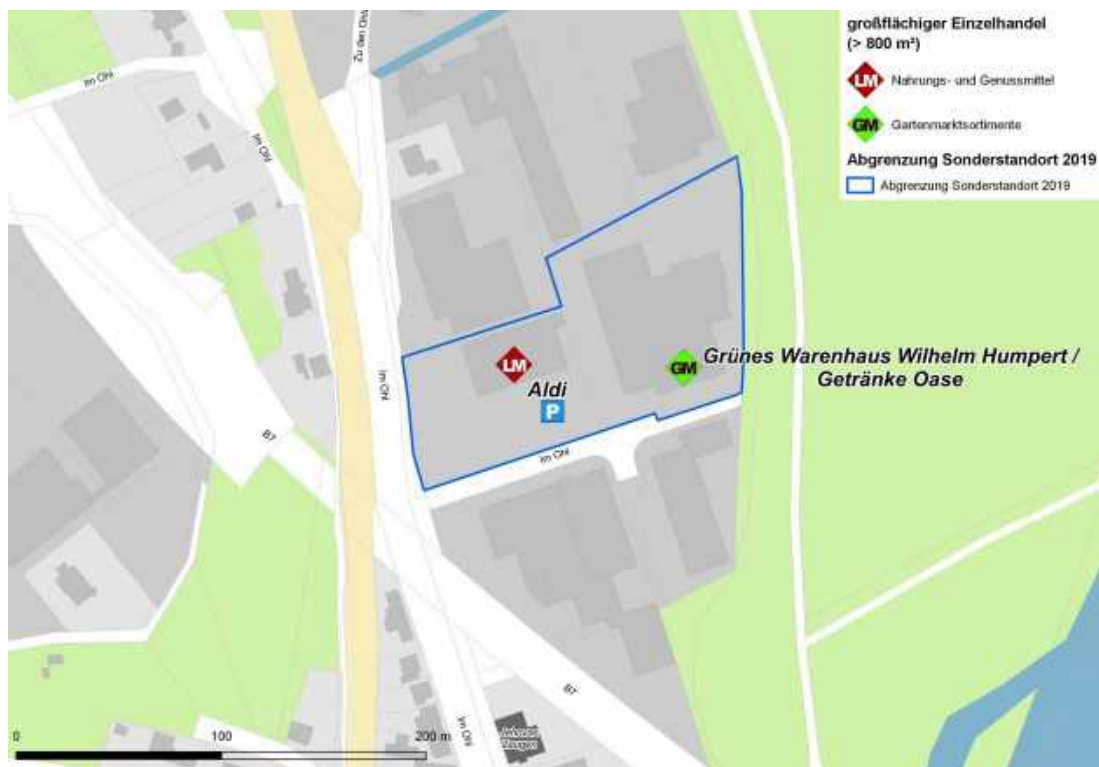 großflächiger Einzelhandel
(> 800 m²)
LM Nahrungs- und Genussmittel
GM Gartenmarktsortimente
Abgrenzung Sonderstandort 2019
Abgrenzung Sonderstandort 2019
Im Ohl
Im Ohl
Im Ohl
LM
Aldi
P
GM
Grünes Warenhaus Wilhelm Humpert /
Getränke Oase
Im Ohl
B7
B7
Im Ohl
Zeugen
0 100 200 m